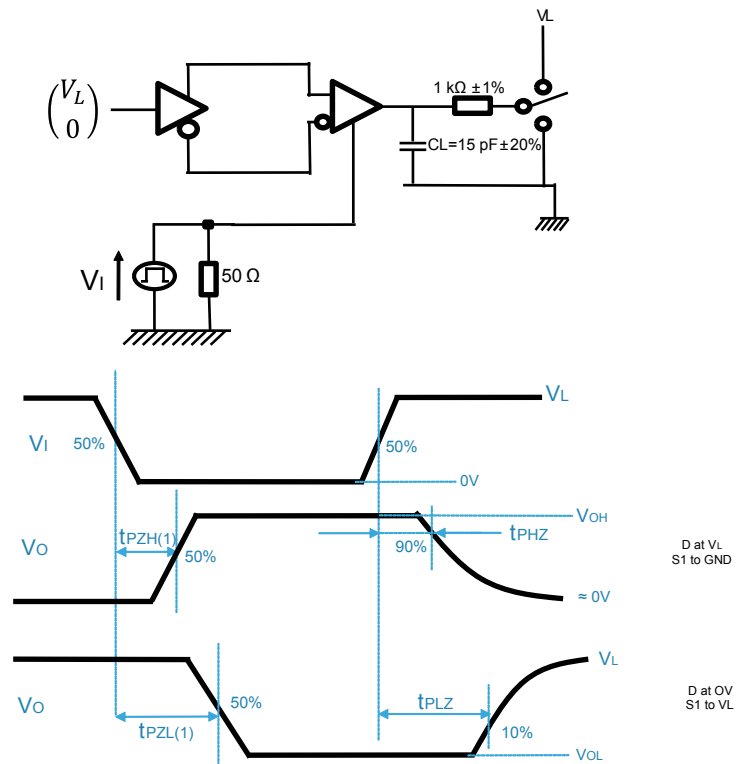 VL
1 kΩ ±1%
(V_L
0)
CL=15 pF±20%
VI
50 Ω
VL
VI
50%
50%
0V
VOH
tPZH(1)
tPHZ
VO
50%
90%
D at VL
S1 to GND
≈ 0V
VL
VO
50%
tPLZ
D at OV
S1 to VL
tPZL(1)
10%
VOL